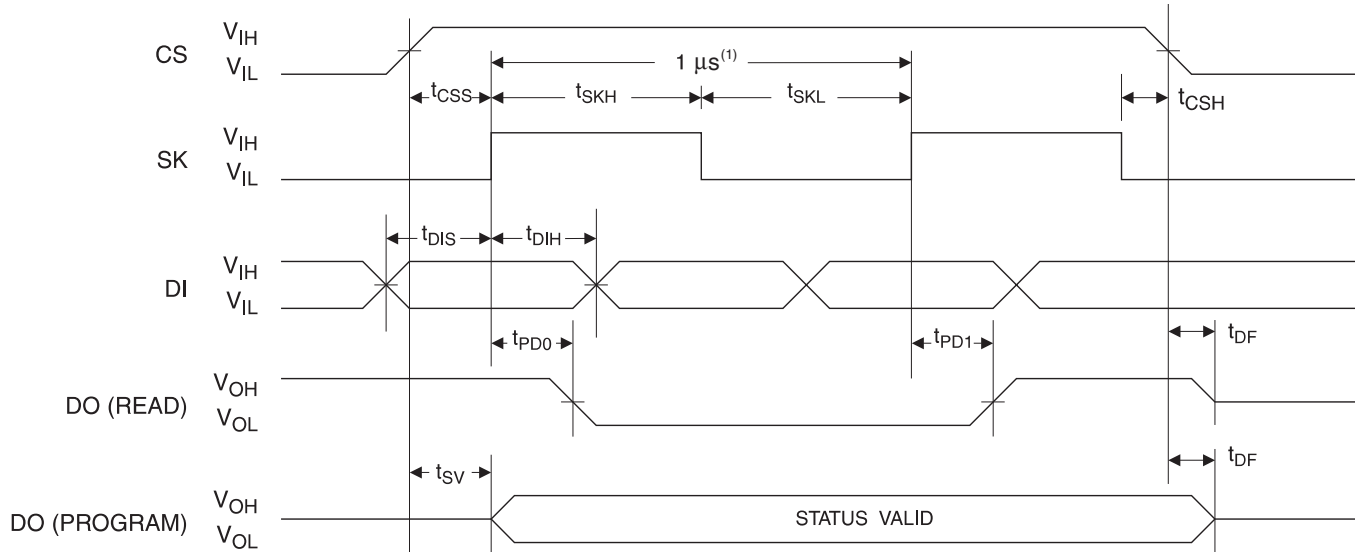 CS V_IH V_IL
1 μs(1)
t_CSS t_SKH t_SKL t_CSH
SK V_IH V_IL
t_DIS t_DIH
DI V_IH V_IL
t_PD0 t_PD1 t_DF
DO (READ) V_OH V_OL
t_SV t_DF
DO (PROGRAM) V_OH V_OL
STATUS VALID